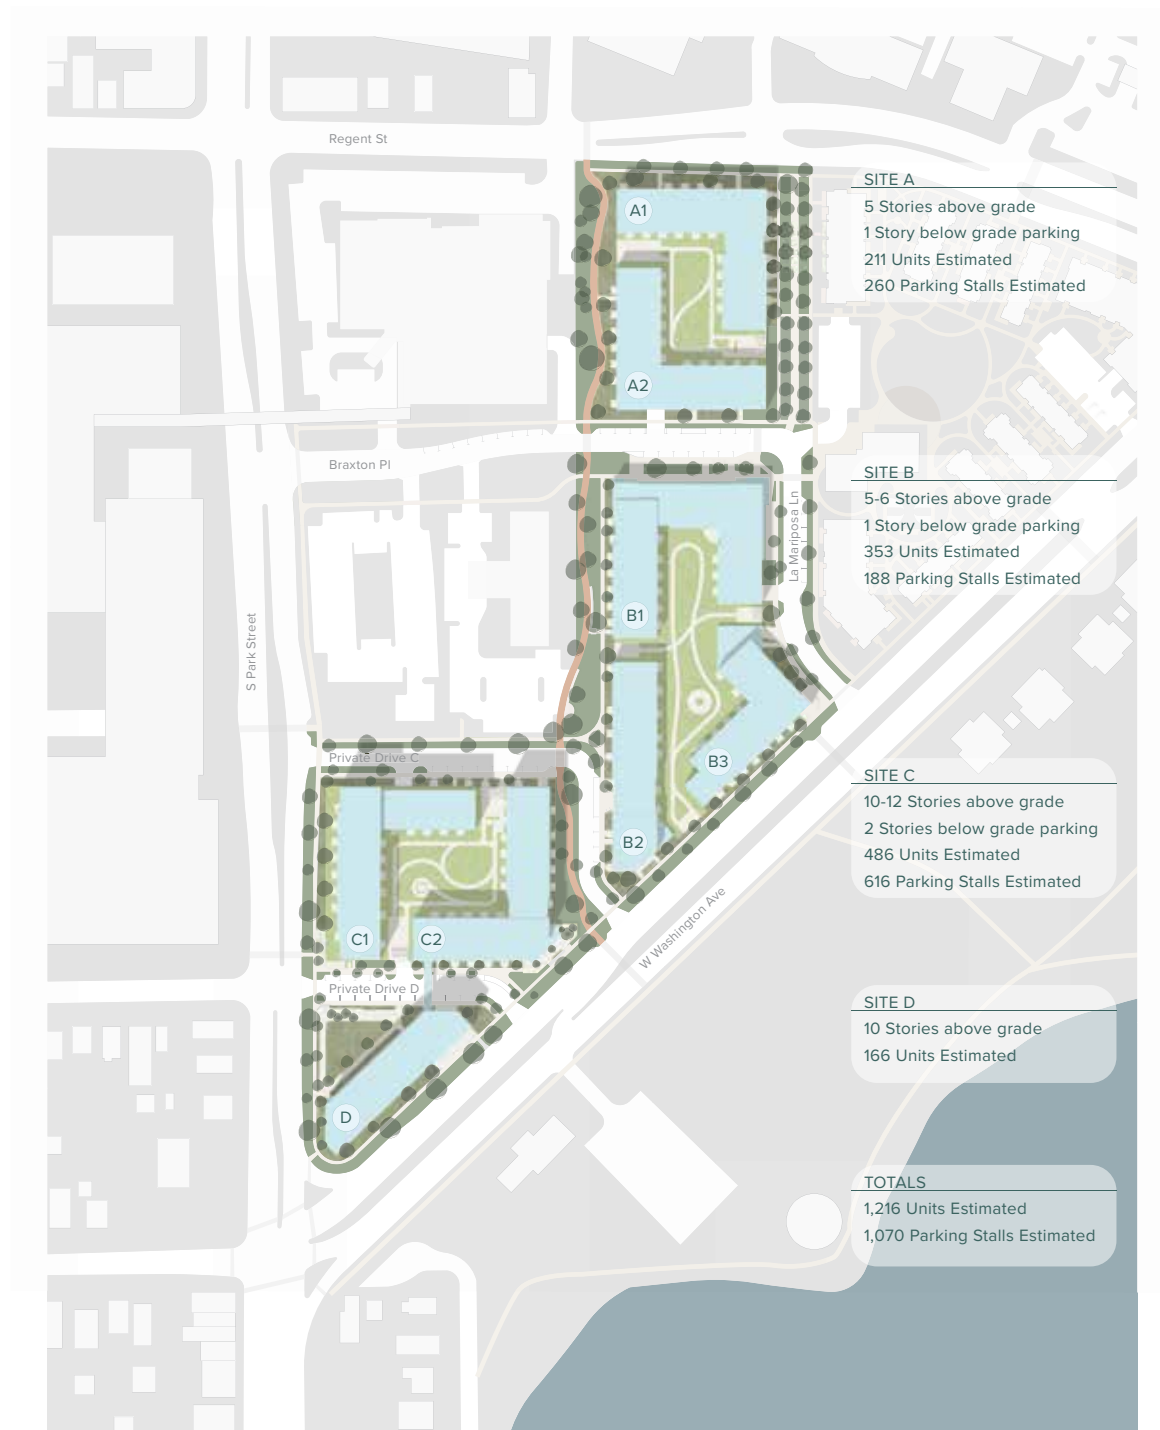 Regent St
A1
A2
Braxton Pl
La Mariposa Ln
S Park Street
B1
B2
B3
Private Drive C
C1
C2
W Washington Ave
Private Drive D
D
SITE A
5 Stories above grade
1 Story below grade parking
211 Units Estimated
260 Parking Stalls Estimated
SITE B
5-6 Stories above grade
1 Story below grade parking
353 Units Estimated
188 Parking Stalls Estimated
SITE C
10-12 Stories above grade
2 Stories below grade parking
486 Units Estimated
616 Parking Stalls Estimated
SITE D
10 Stories above grade
166 Units Estimated
TOTALS
1,216 Units Estimated
1,070 Parking Stalls Estimated